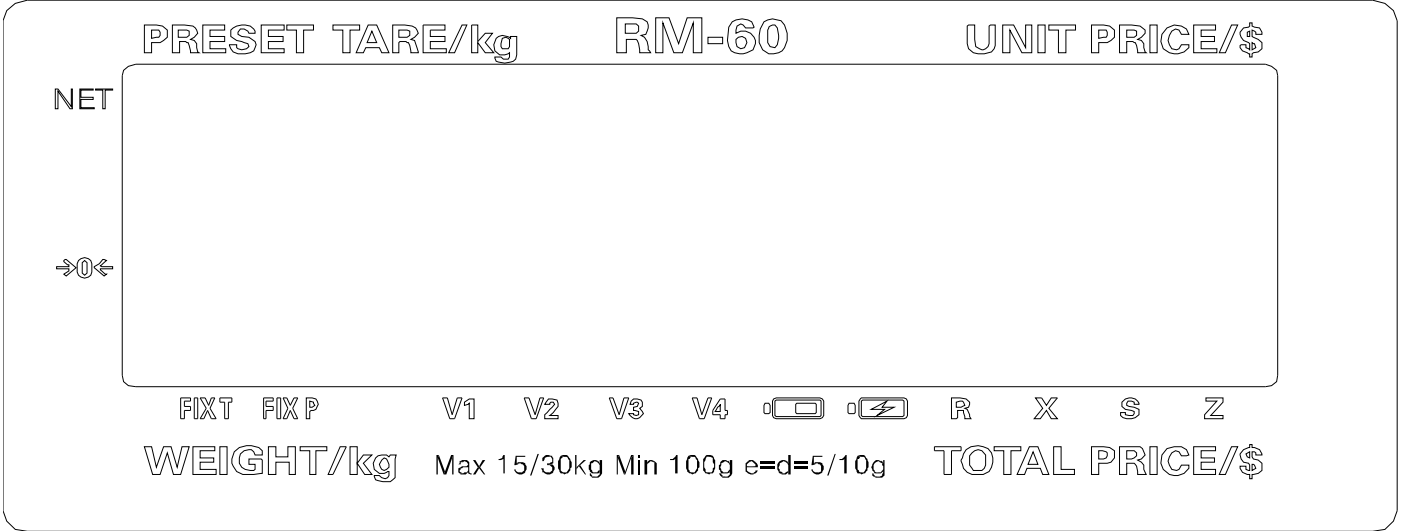 PRESET TARE/kg RM-60 UNIT PRICE/$
NET
→0←
FIX T FIX P V1 V2 V3 V4 R X S Z
WEIGHT/kg Max 15/30kg Min 100g e=d=5/10g TOTAL PRICE/$